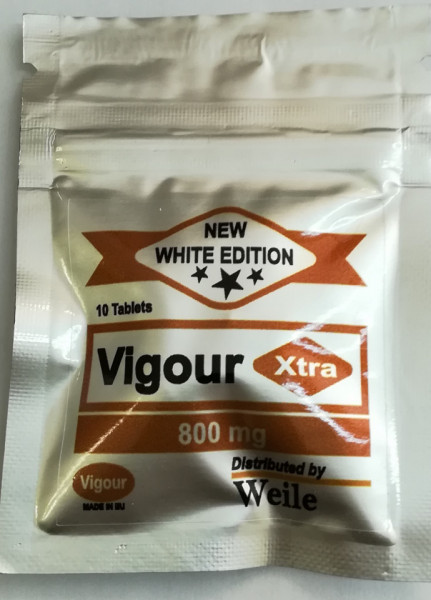 NEW
WHITE EDITION
10 Tablets
Vigour Xtra
800 mg
Vigour
MADE IN EU
Distributed by
Weile